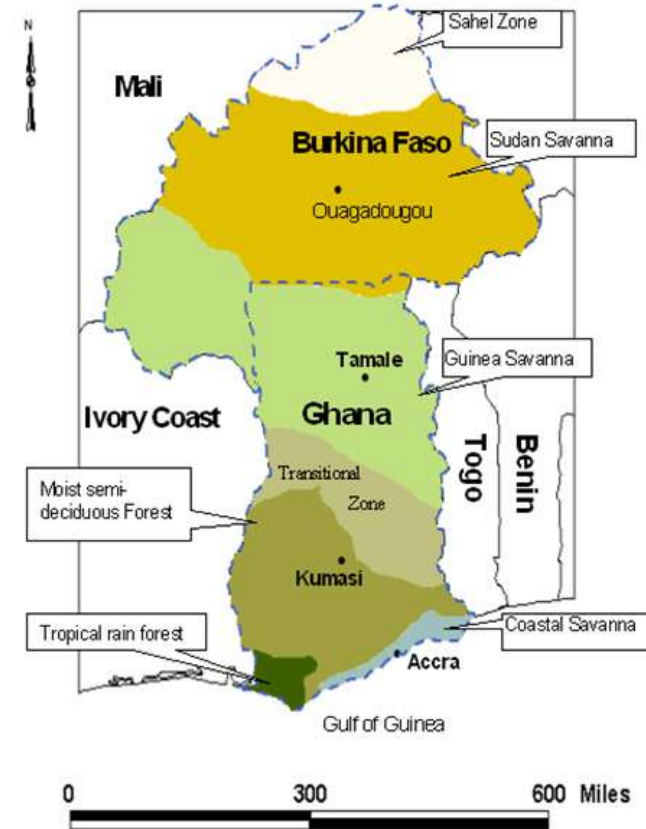 N
Sahel Zone
Mali
Burkina Faso
Sudan Savanna
Ouagadougou
Tamale
Guinea Savanna
Ivory Coast
Ghana
Togo
Benin
Transitional
Zone
Moist semi-
deciduous Forest
Kumasi
Tropical rain forest
Coastal Savanna
Accra
Gulf of Guinea
0 300 600 Miles